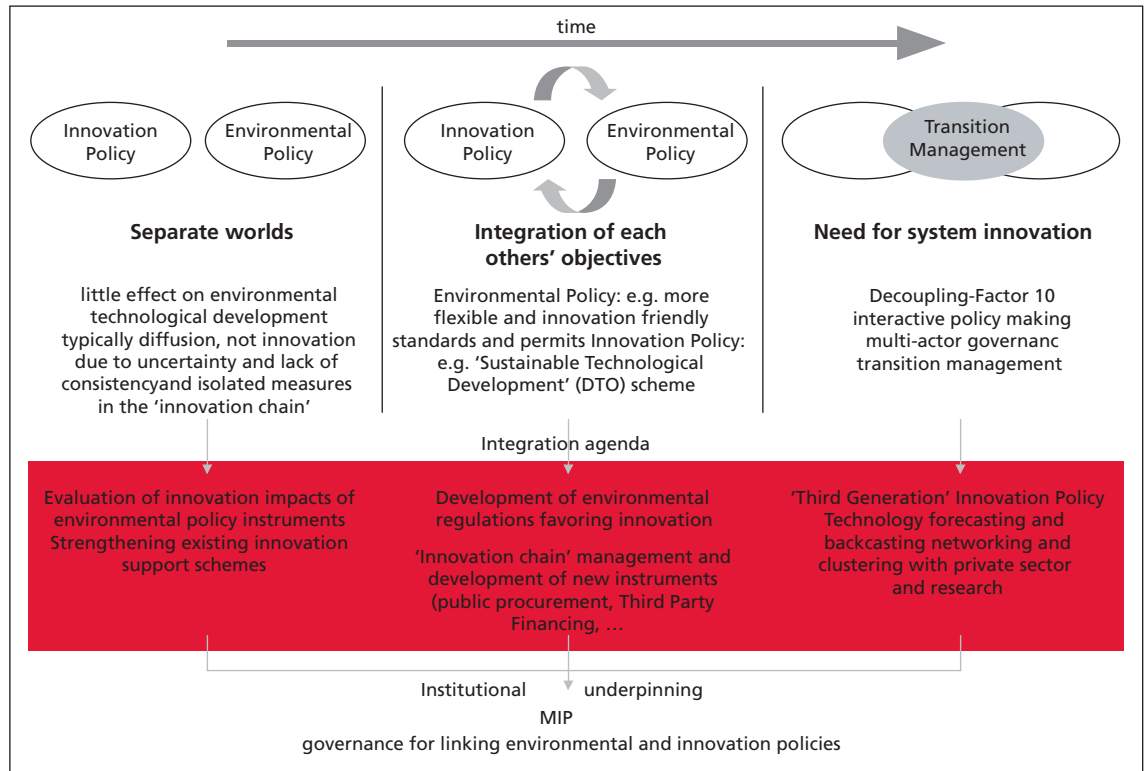 time
Innovation
Policy
Environmental
Policy
Innovation
Policy
Environmental
Policy
Transition
Management
Separate worlds
little effect on environmental
technological development
typically diffusion, not innovation
due to uncertainty and lack of
consistencyand isolated measures
in the ‘innovation chain’
Integration of each
others’ objectives
Environmental Policy: e.g. more
flexible and innovation friendly
standards and permits Innovation Policy:
e.g. ‘Sustainable Technological
Development’ (DTO) scheme
Need for system innovation
Decoupling-Factor 10
interactive policy making
multi-actor governanc
transition management
Integration agenda
Evaluation of innovation impacts of
environmental policy instruments
Strengthening existing innovation
support schemes
Development of environmental
regulations favoring innovation
‘Innovation chain’ management and
development of new instruments
(public procurement, Third Party
Financing, …
‘Third Generation’ Innovation Policy
Technology forecasting and
backcasting networking and
clustering with private sector
and research
Institutional underpinning
MIP
governance for linking environmental and innovation policies